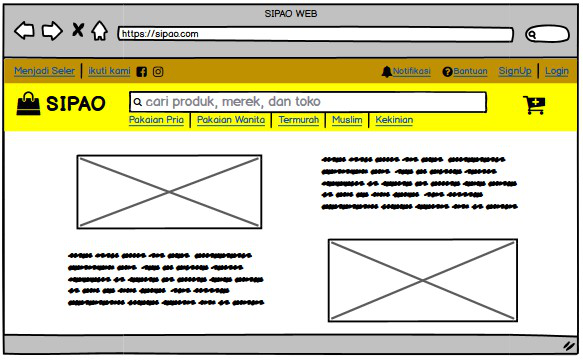 SIPAO WEB
https://sipao.com
Menjadi Seler ikuti kami Notifikasi Bantuan SignUp Login
SIPAO cari produk, merek, dan toko
Pakaian Pria Pakaian Wanita Termurah Muslim Kekinian